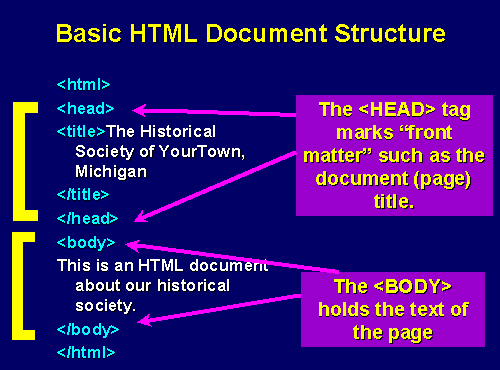 Basic HTML Document Structure
<html>
<head>
<title>The Historical
Society of YourTown,
Michigan
</title>
</head>
<body>
This is an HTML document
about our historical
society.
</body>
</html>
The <HEAD> tag
marks “front
matter” such as the
document (page)
title.
The <BODY>
holds the text of
the page